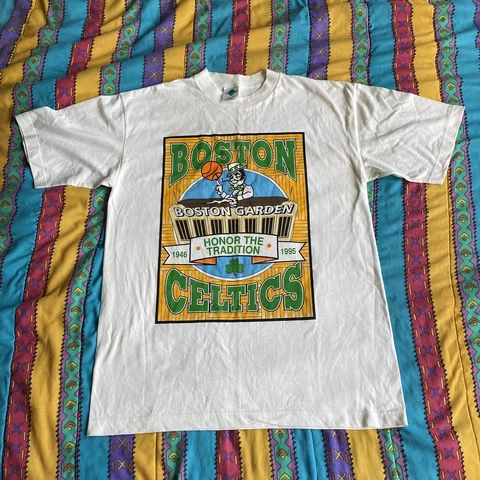 BOSTON
BOSTON GARDEN
HONOR THE
TRADITION
1946 1995
CELTICS